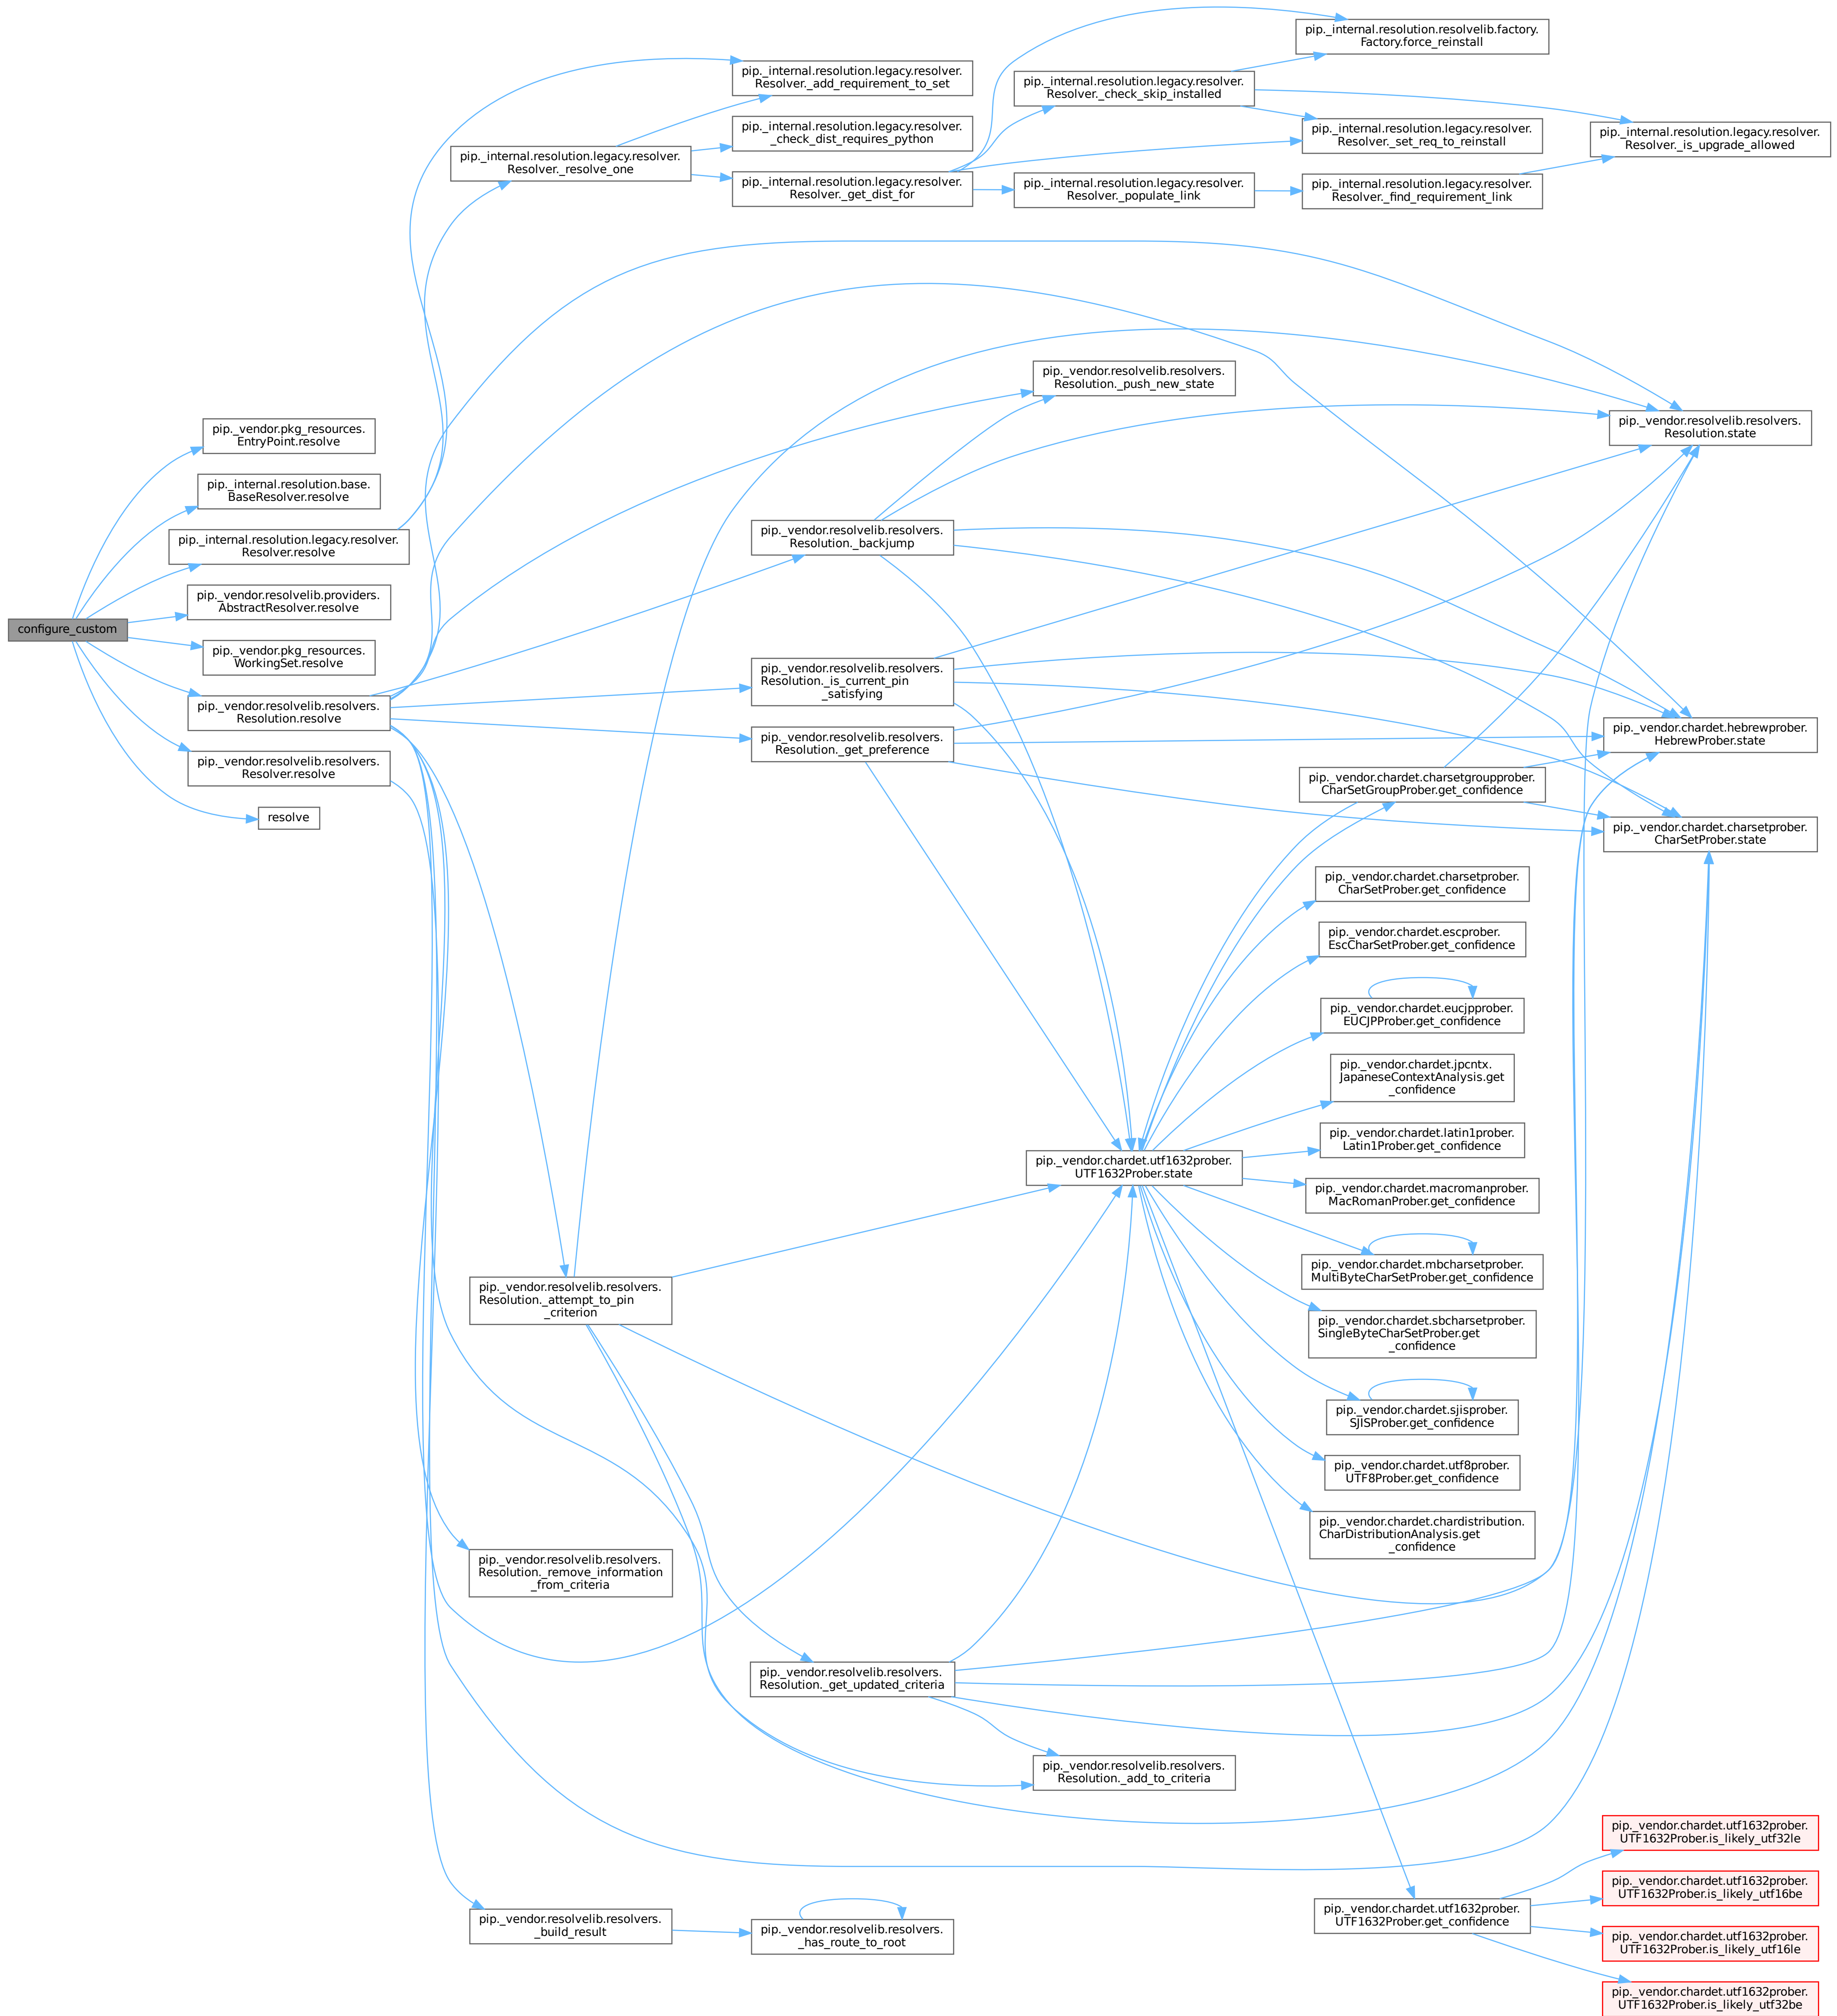 pip._internal.resolution.resolvelib.factory.
Factory.force_reinstall
pip._internal.resolution.legacy.resolver.
Resolver._add_requirement_to_set
pip._internal.resolution.legacy.resolver.
Resolver._check_skip_installed
pip._internal.resolution.legacy.resolver.
_check_dist_requires_python
pip._internal.resolution.legacy.resolver.
Resolver._set_req_to_reinstall
pip._internal.resolution.legacy.resolver.
Resolver._is_upgrade_allowed
pip._internal.resolution.legacy.resolver.
Resolver._resolve_one
pip._internal.resolution.legacy.resolver.
Resolver._get_dist_for
pip._internal.resolution.legacy.resolver.
Resolver._populate_link
pip._internal.resolution.legacy.resolver.
Resolver._find_requirement_link
pip._vendor.resolvelib.resolvers.
Resolution._push_new_state
pip._vendor.resolvelib.resolvers.
Resolution.state
pip._vendor.pkg_resources.
EntryPoint.resolve
pip._internal.resolution.base.
BaseResolver.resolve
pip._internal.resolution.legacy.resolver.
Resolver.resolve
pip._vendor.resolvelib.resolvers.
Resolution._backjump
pip._vendor.resolvelib.providers.
AbstractResolver.resolve
configure_custom
pip._vendor.pkg_resources.
WorkingSet.resolve
pip._vendor.resolvelib.resolvers.
Resolution._is_current_pin
_satisfying
pip._vendor.resolvelib.resolvers.
Resolution.resolve
pip._vendor.resolvelib.resolvers.
Resolution._get_preference
pip._vendor.chardet.hebrewprober.
HebrewProber.state
pip._vendor.resolvelib.resolvers.
Resolver.resolve
pip._vendor.chardet.charsetgroupprober.
CharSetGroupProber.get_confidence
resolve
pip._vendor.chardet.charsetprober.
CharSetProber.state
pip._vendor.chardet.charsetprober.
CharSetProber.get_confidence
pip._vendor.chardet.escprober.
EscCharSetProber.get_confidence
pip._vendor.chardet.eucjpprober.
EUCJPProber.get_confidence
pip._vendor.chardet.jpcntx.
JapaneseContextAnalysis.get
_confidence
pip._vendor.chardet.latin1prober.
Latin1Prober.get_confidence
pip._vendor.chardet.utf1632prober.
UTF1632Prober.state
pip._vendor.chardet.macromanprober.
MacRomanProber.get_confidence
pip._vendor.chardet.mbcharsetprober.
MultiByteCharSetProber.get_confidence
pip._vendor.resolvelib.resolvers.
Resolution._attempt_to_pin
_criterion
pip._vendor.chardet.sbcharsetprober.
SingleByteCharSetProber.get
_confidence
pip._vendor.chardet.sjisprober.
SJISProber.get_confidence
pip._vendor.chardet.utf8prober.
UTF8Prober.get_confidence
pip._vendor.chardet.chardistribution.
CharDistributionAnalysis.get
_confidence
pip._vendor.resolvelib.resolvers.
Resolution._remove_information
_from_criteria
pip._vendor.resolvelib.resolvers.
Resolution._get_updated_criteria
pip._vendor.resolvelib.resolvers.
Resolution._add_to_criteria
pip._vendor.chardet.utf1632prober.
UTF1632Prober.is_likely_utf32le
pip._vendor.chardet.utf1632prober.
UTF1632Prober.is_likely_utf16be
pip._vendor.resolvelib.resolvers.
_build_result
pip._vendor.resolvelib.resolvers.
_has_route_to_root
pip._vendor.chardet.utf1632prober.
UTF1632Prober.get_confidence
pip._vendor.chardet.utf1632prober.
UTF1632Prober.is_likely_utf16le
pip._vendor.chardet.utf1632prober.
UTF1632Prober.is_likely_utf32be